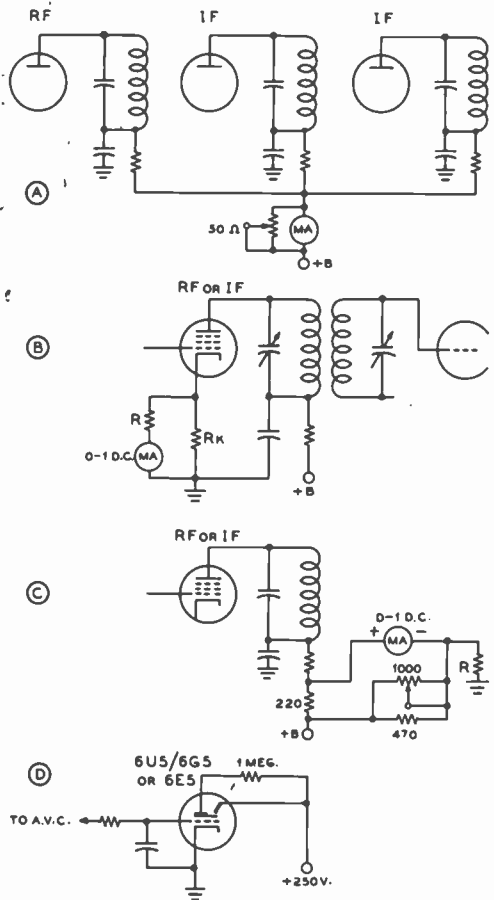 RF IF IF
A
50 Ω
MA
+B
RF OR IF
B
R
RK
0-1 D.C. MA
+B
RF OR IF
C
0-1 D.C.
+ MA -
1000
R
220
+B
470
D
6U5/6G5 1 MEG.
OR 6E5
TO A.V.C.
+250V.